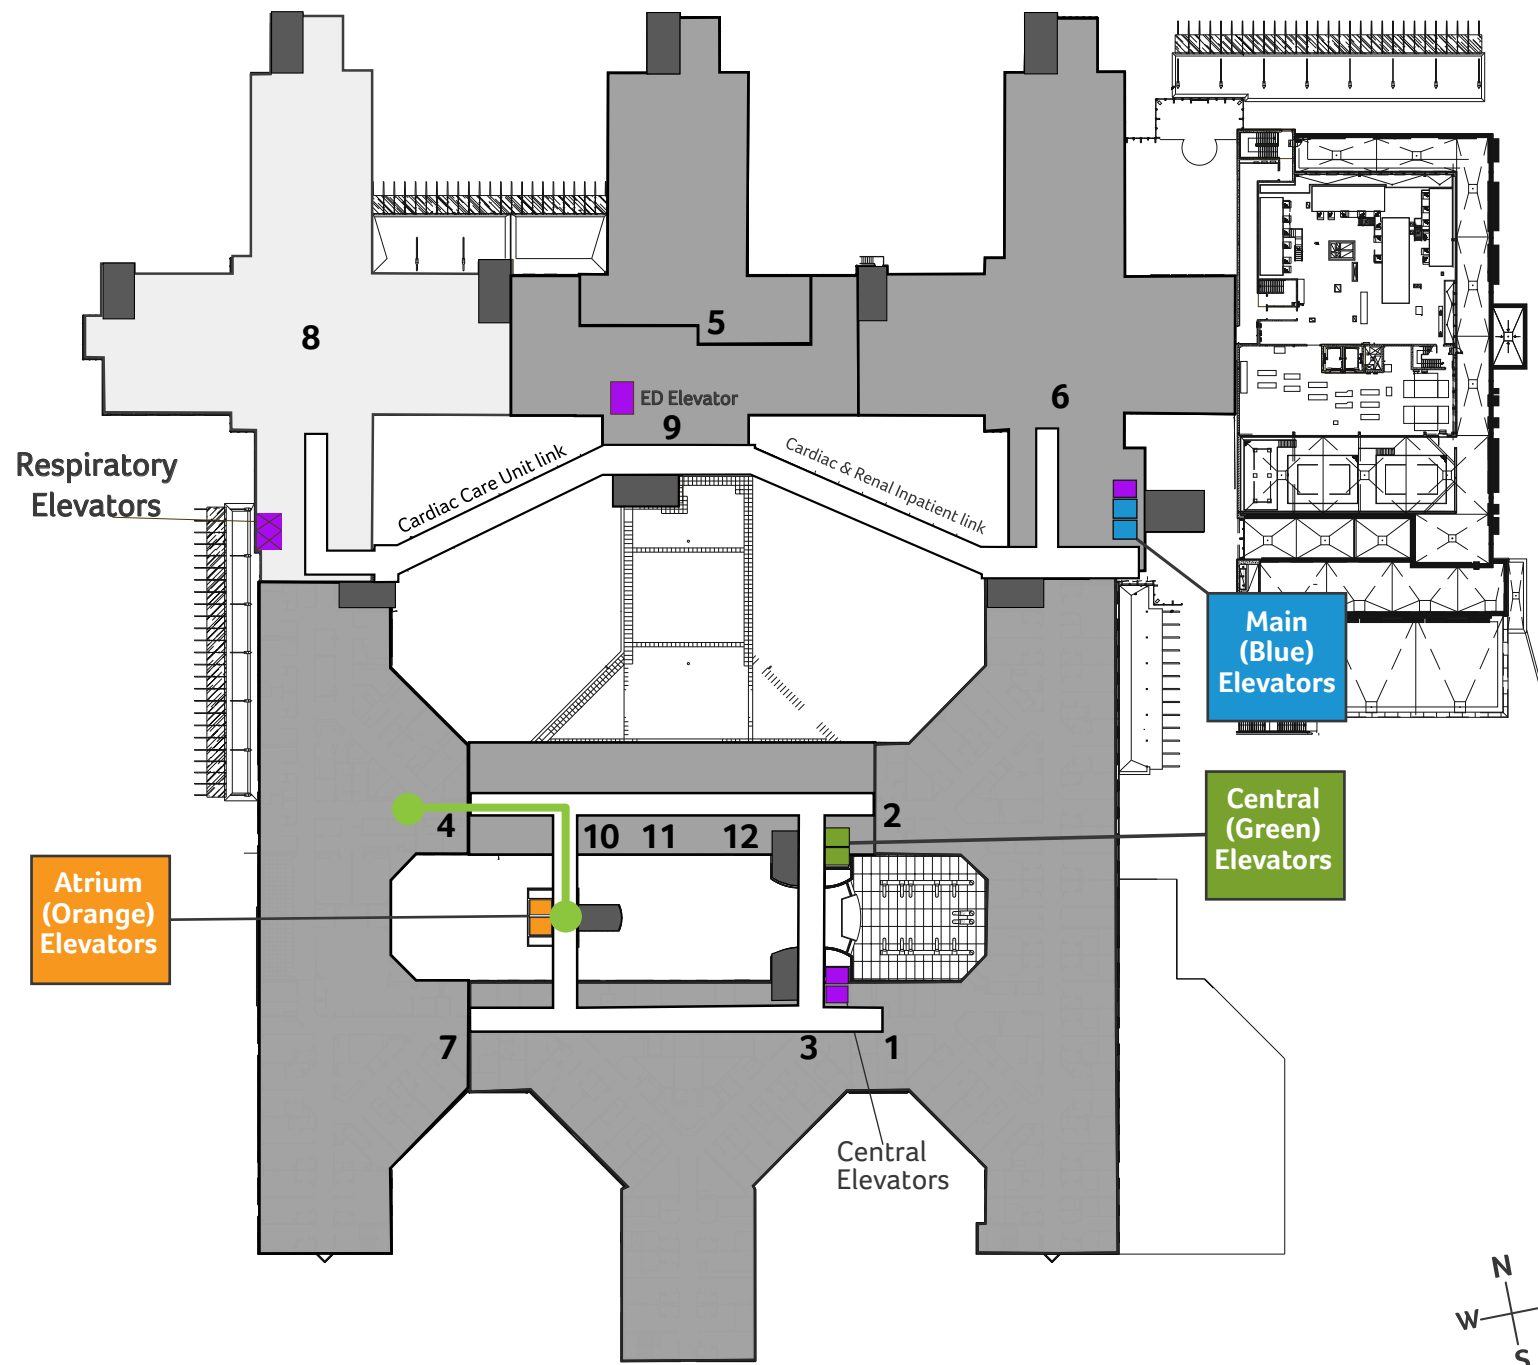 8
5
ED Elevator
9
6
Respiratory
Elevators
Cardiac Care Unit link
Cardiac & Renal Inpatient link
Main
(Blue)
Elevators
4
10
11
12
2
Central
(Green)
Elevators
Atrium
(Orange)
Elevators
7
3
1
Central
Elevators
N
W
S